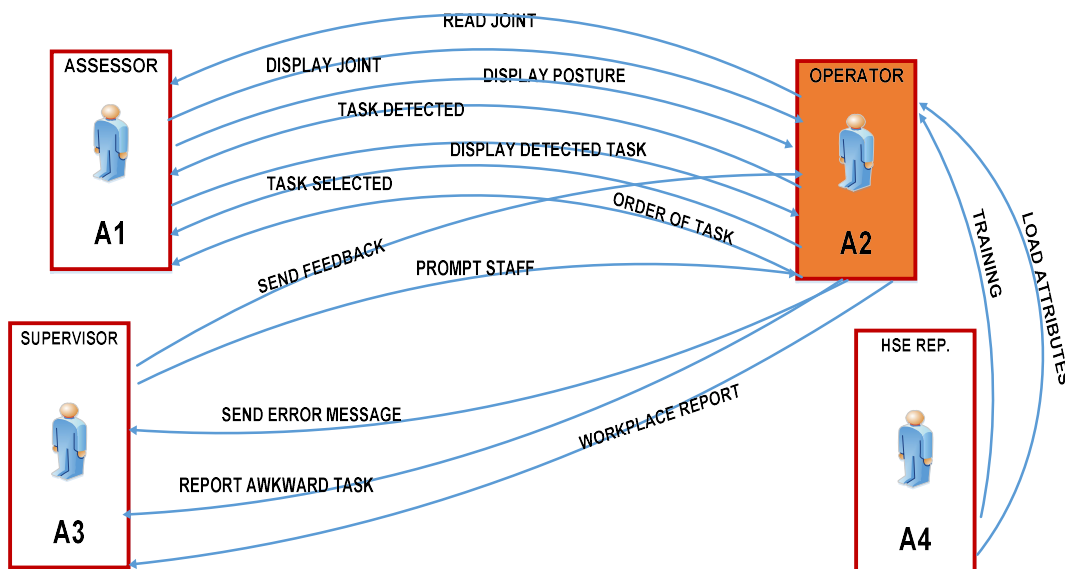 READ JOINT
ASSESSOR
DISPLAY JOINT
DISPLAY POSTURE
OPERATOR
TASK DETECTED
DISPLAY DETECTED TASK
TASK SELECTED
ORDER OF TASK
A1
A2
SEND FEEDBACK
PROMPT STAFF
TRAINING
LOAD ATTRIBUTES
SUPERVISOR
HSE REP.
SEND ERROR MESSAGE
WORKPLACE REPORT
REPORT AWKWARD TASK
A3
A4